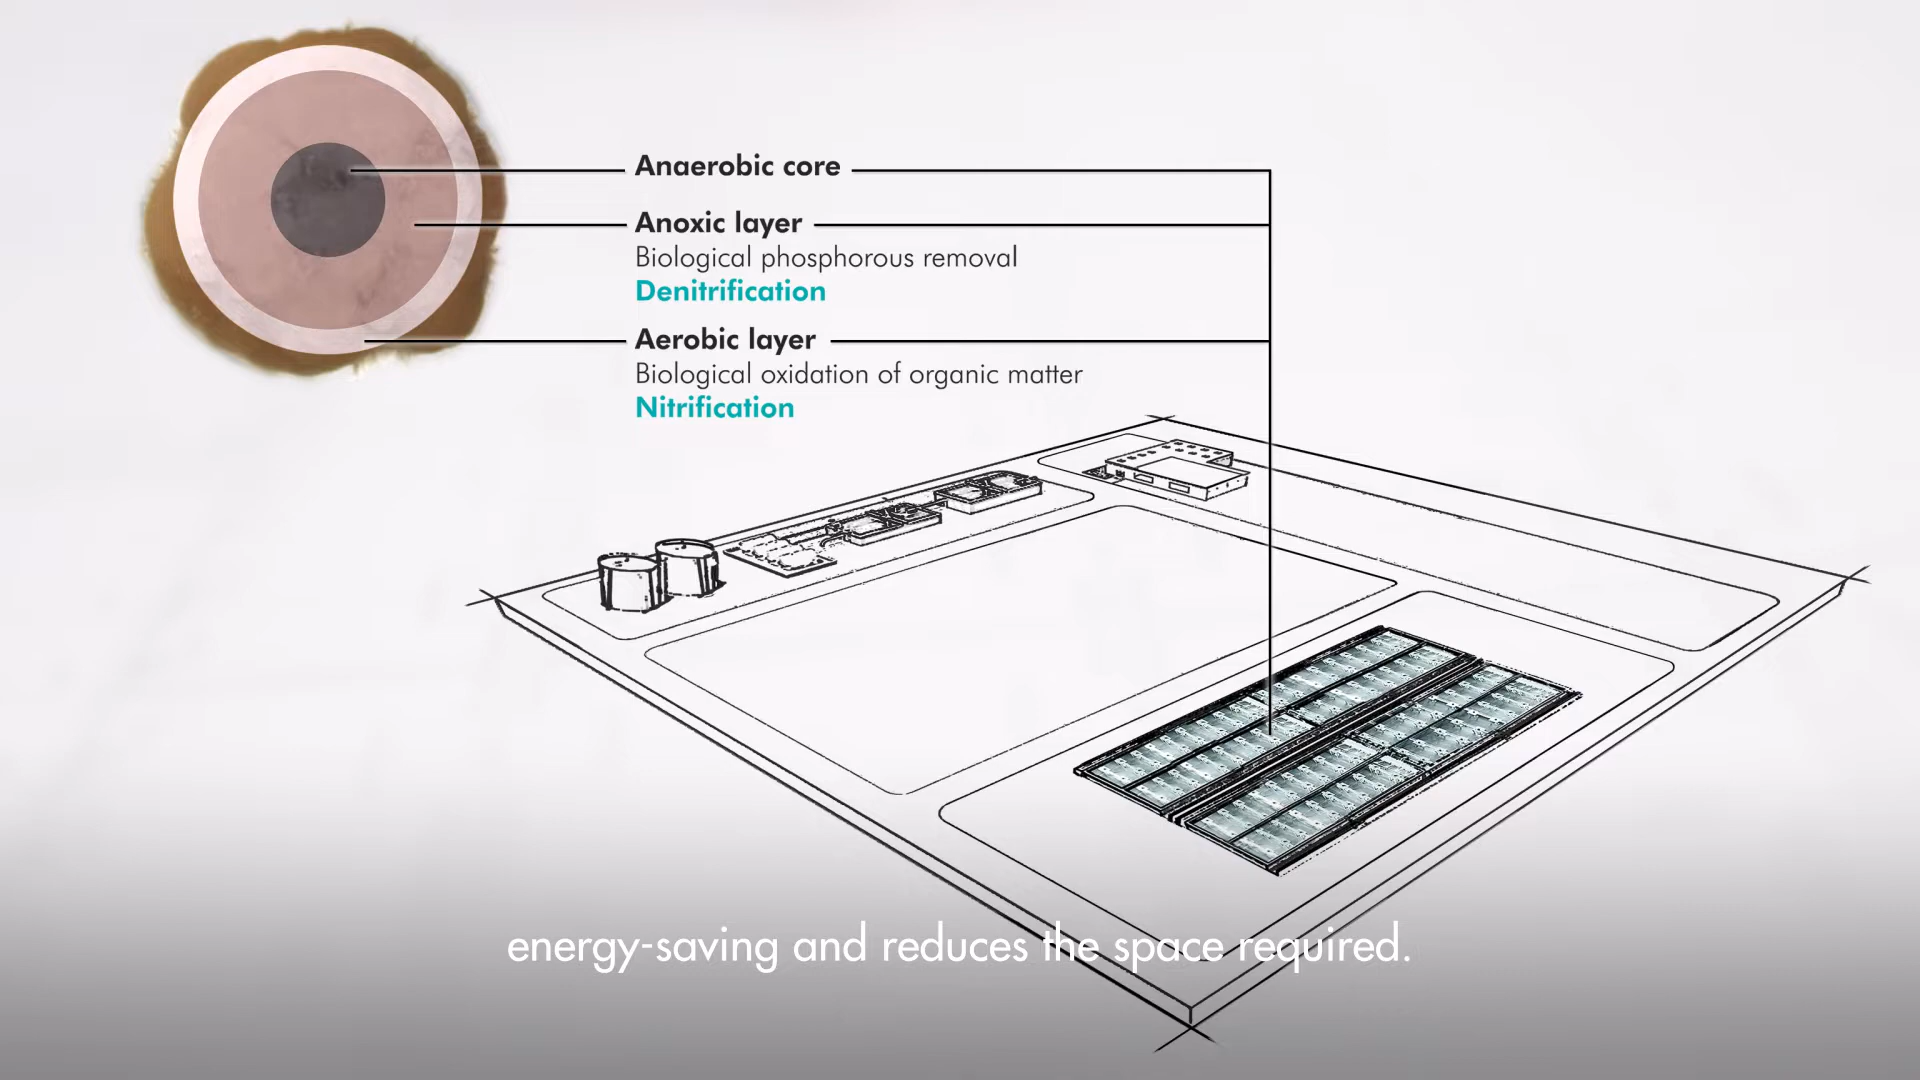 Anaerobic core
Anoxic layer
Biological phosphorous removal
Denitrification
Aerobic layer
Biological oxidation of organic matter
Nitrification
energy-saving and reduces the space required.